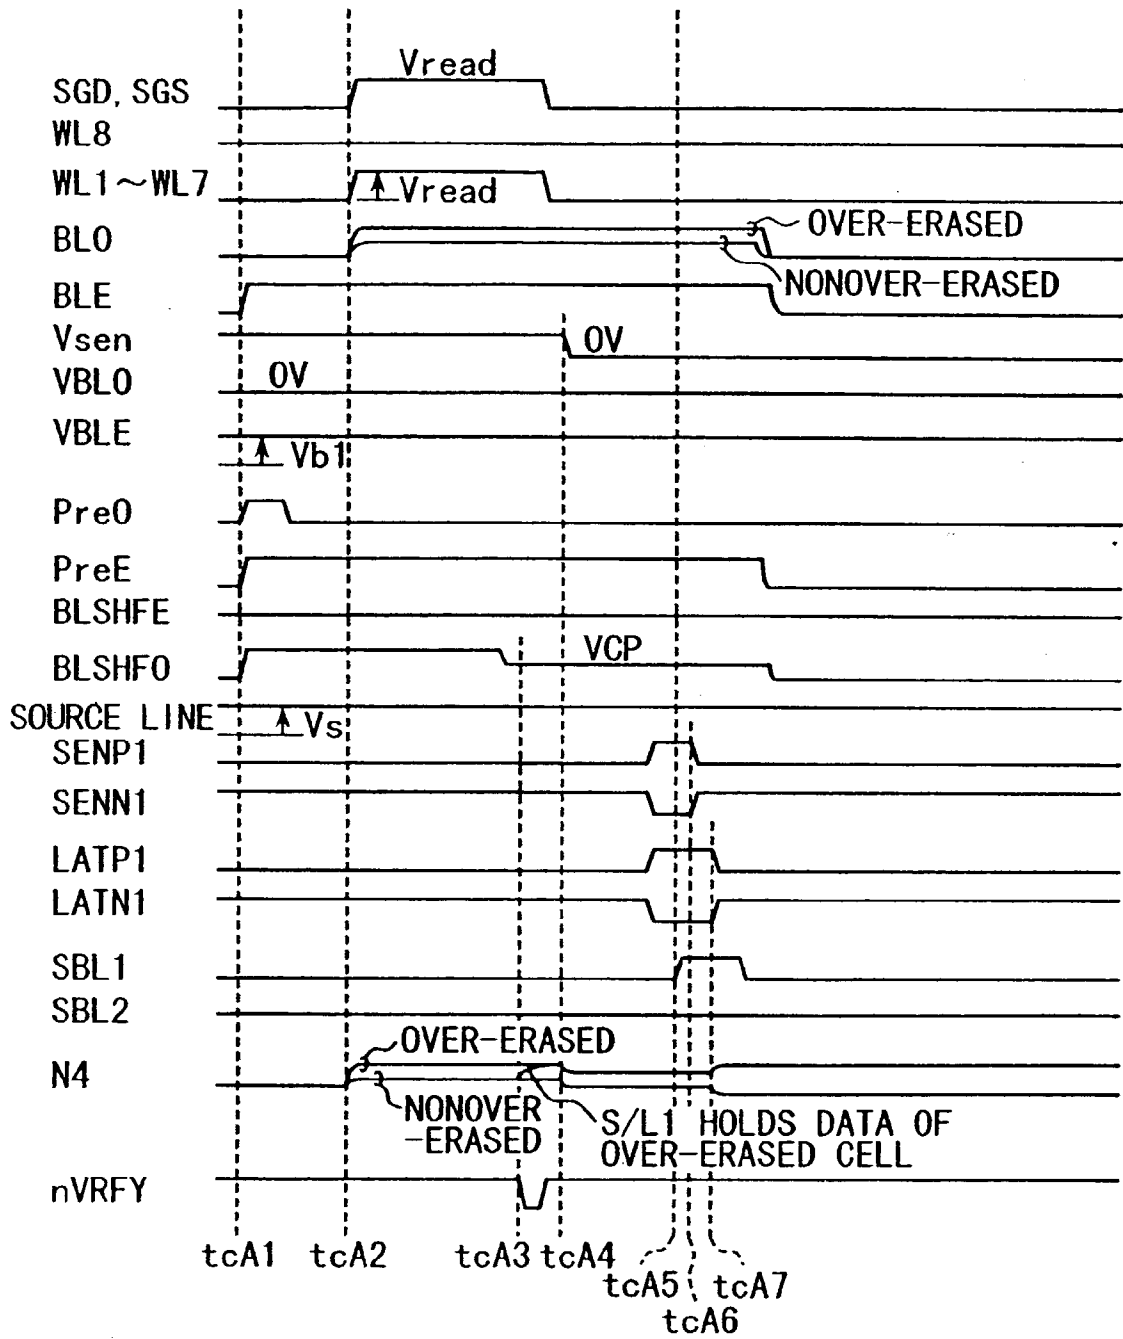 Vread
SGD, SGS
WL8
WL1～WL7
Vread
OVER-ERASED
BLO
NONOVER-ERASED
BLE
Vsen
0V
VBLO
0V
VBLE
Vb1
PreO
PreE
BLSHFE
BLSHFO
VCP
SOURCE LINE
Vs
SENP1
SENN1
LATP1
LATN1
SBL1
SBL2
OVER-ERASED
N4
NONOVER
-ERASED
S/L1 HOLDS DATA OF
OVER-ERASED CELL
nVRFY
tcA1
tcA2
tcA3
tcA4
tcA5
tcA7
tcA6